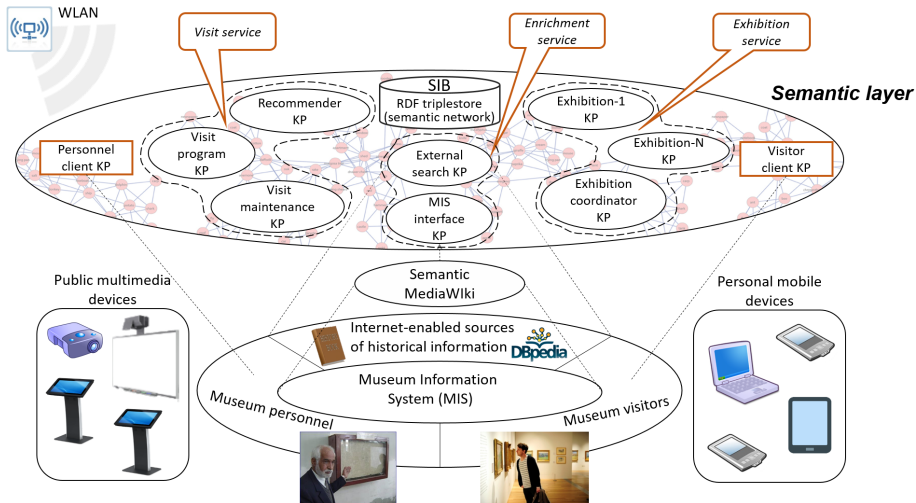 WLAN
Visit service
Enrichment
service
Exhibition
service
SIB
RDF triplestore
(semantic network)
Semantic layer
Recommender
KP
Exhibition-1
KP
Personnel
client KP
Visit
program
KP
External
search KP
Exhibition-N
KP
Visitor
client KP
Visit
maintenance
KP
MIS
interface
KP
Exhibition
coordinator
KP
Public multimedia
devices
Semantic
MediaWIki
Personal mobile
devices
Internet-enabled sources
of historical information
DBpedia
Museum Information
System (MIS)
Museum personnel
Museum visitors